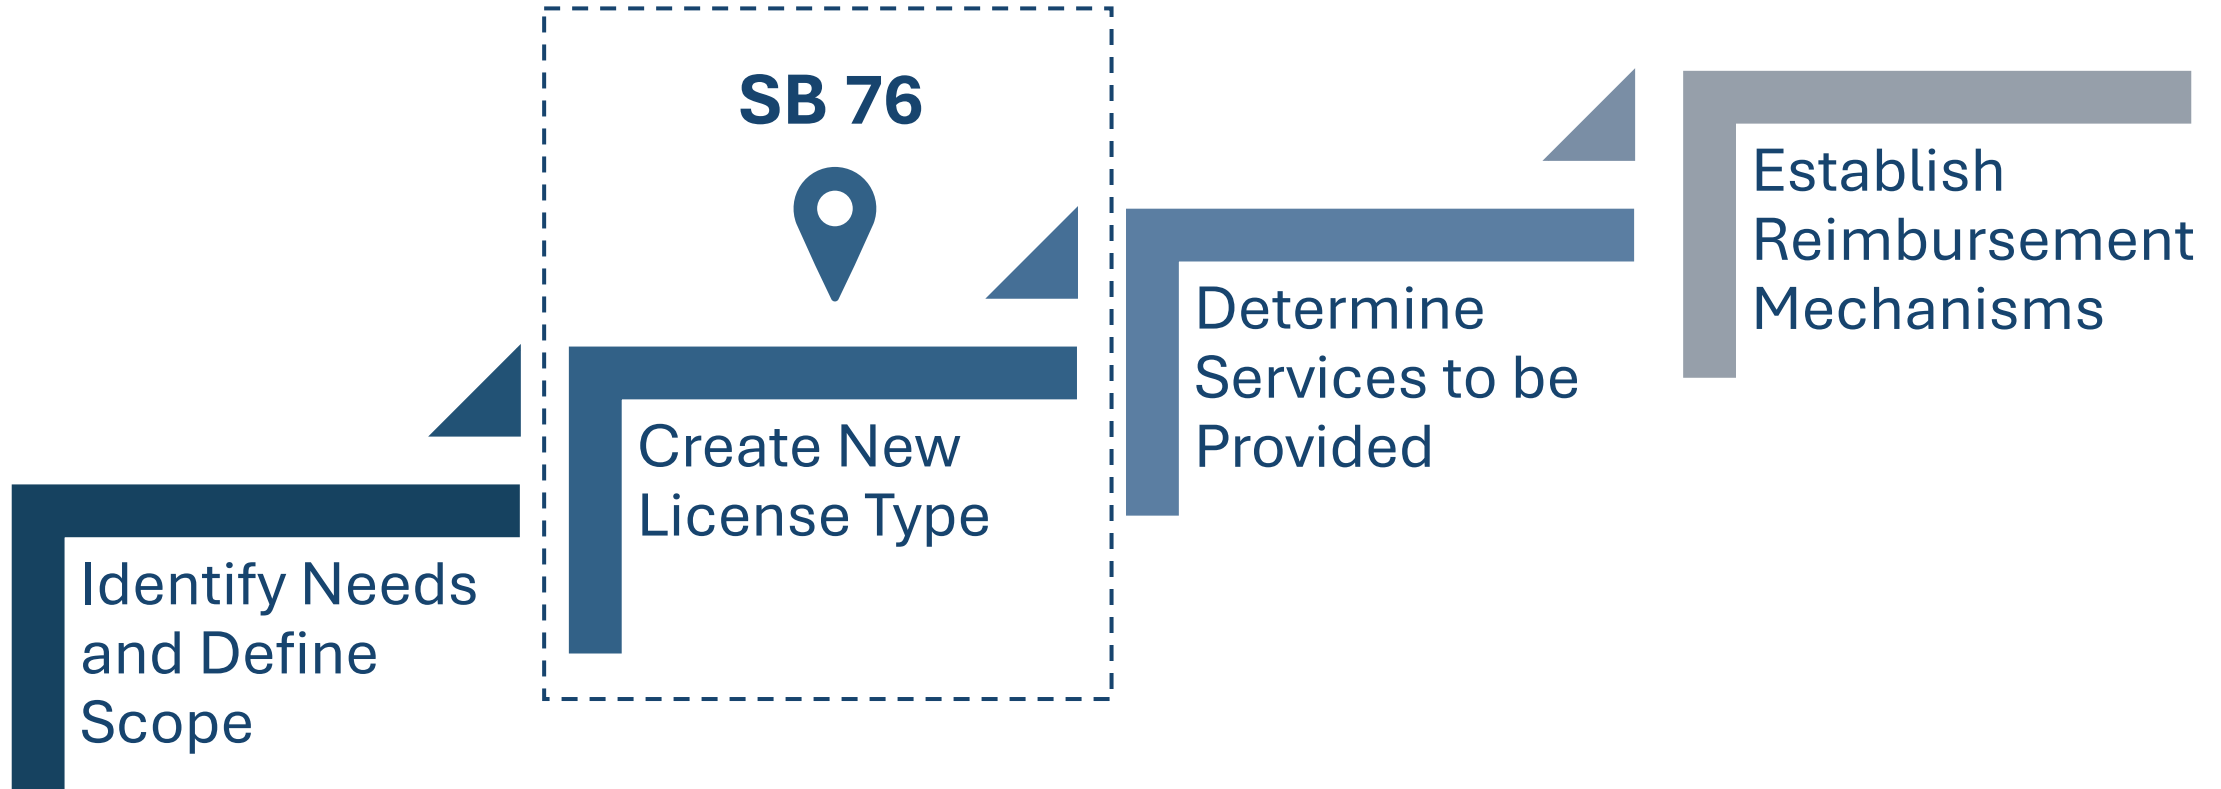 SB 76
Identify Needs
and Define
Scope
Create New
License Type
Determine
Services to be
Provided
Establish
Reimbursement
Mechanisms